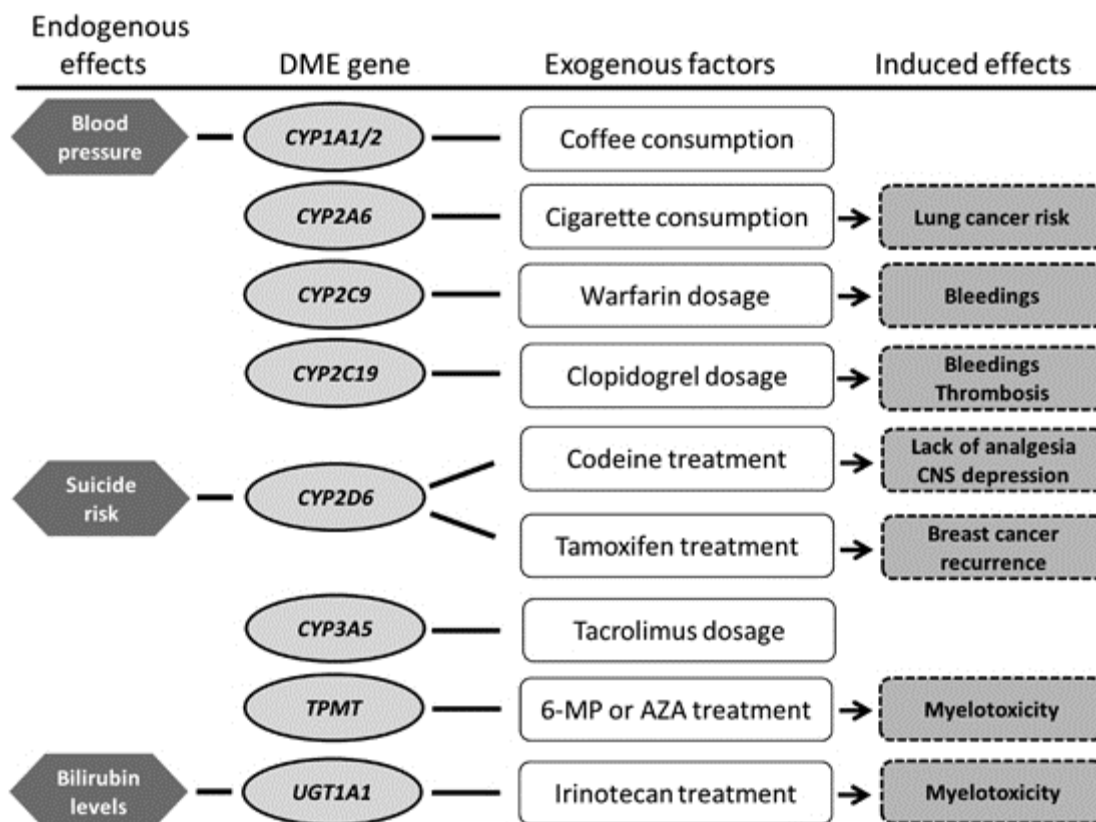 Endogenous
effects
DME gene
Exogenous factors
Induced effects
Blood
pressure
CYP1A1/2
Coffee consumption
CYP2A6
Cigarette consumption
Lung cancer risk
CYP2C9
Warfarin dosage
Bleedings
CYP2C19
Clopidogrel dosage
Bleedings
Thrombosis
Suicide
risk
CYP2D6
Codeine treatment
Lack of analgesia
CNS depression
Tamoxifen treatment
Breast cancer
recurrence
CYP3A5
Tacrolimus dosage
TPMT
6-MP or AZA treatment
Myelotoxicity
Bilirubin
levels
UGT1A1
Irinotecan treatment
Myelotoxicity